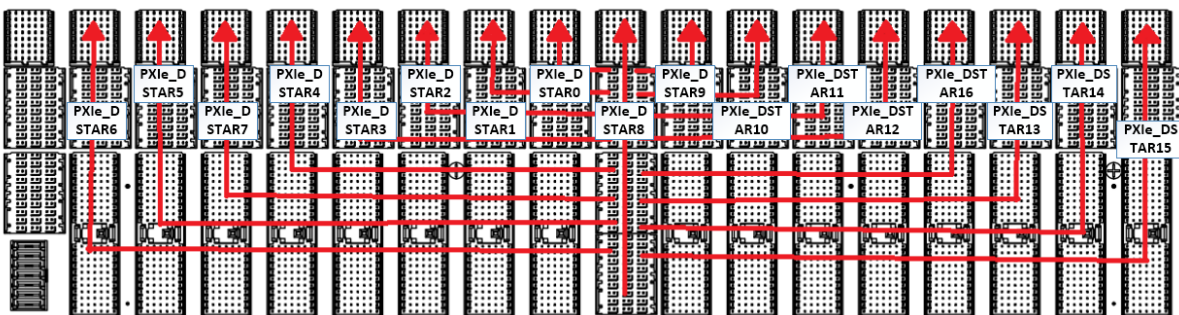 PXIe_D
STAR5
PXIe_D
STAR4
PXIe_D
STAR2
PXIe_D
STAR0
PXIe_D
STAR9
PXIe_DST
AR11
PXIe_DST
AR16
PXIe_DS
TAR14
PXIe_D
STAR6
PXIe_D
STAR7
PXIe_D
STAR3
PXIe_D
STAR1
PXIe_D
STAR8
PXIe_DST
AR10
PXIe_DST
AR12
PXIe_DS
TAR13
PXIe_DS
TAR15